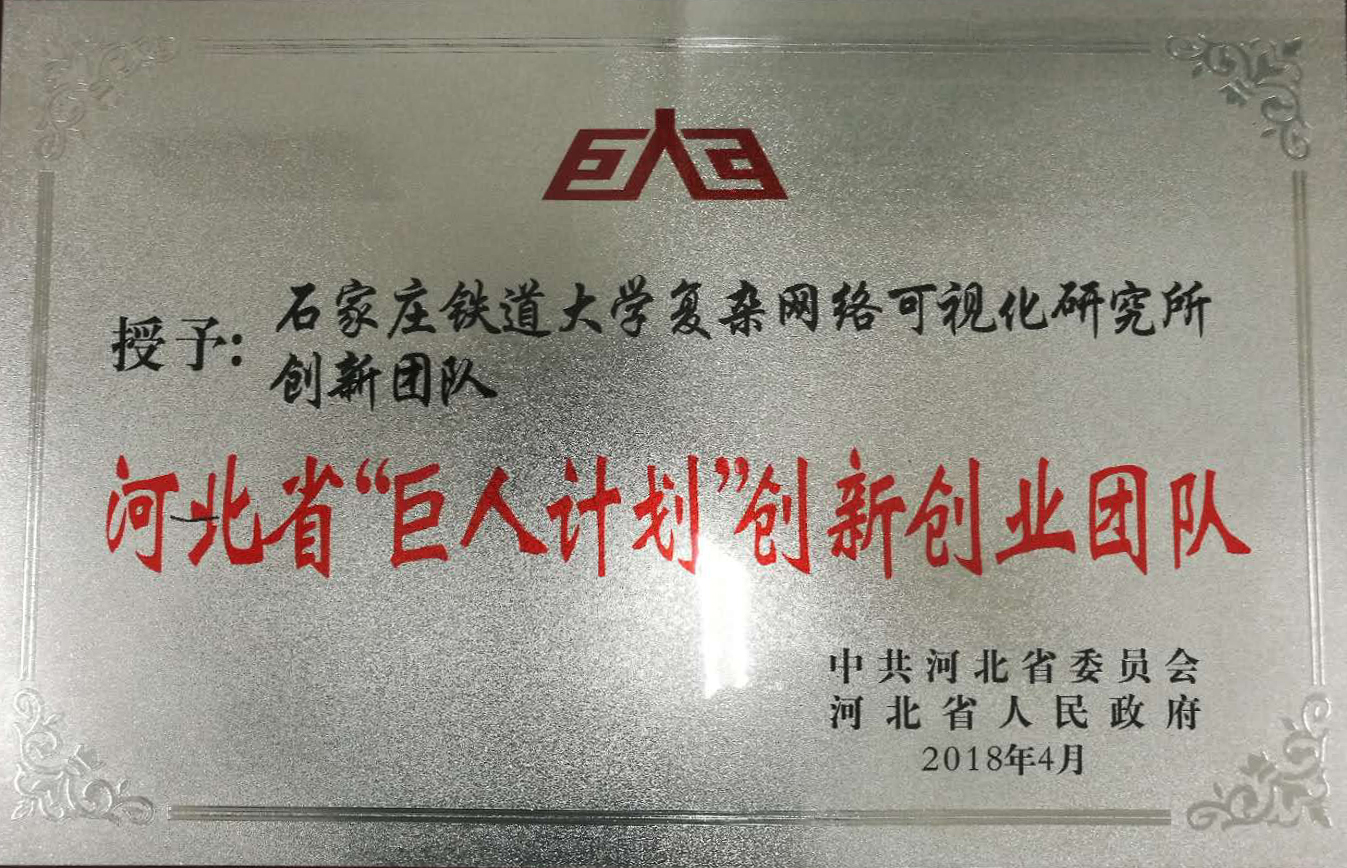 巨人
授予:
石家庄铁道大学复杂网络可视化研究所
创新团队
河北省“巨人计划”创新创业团队
中共河北省委员会
河北省人民政府
2018年4月